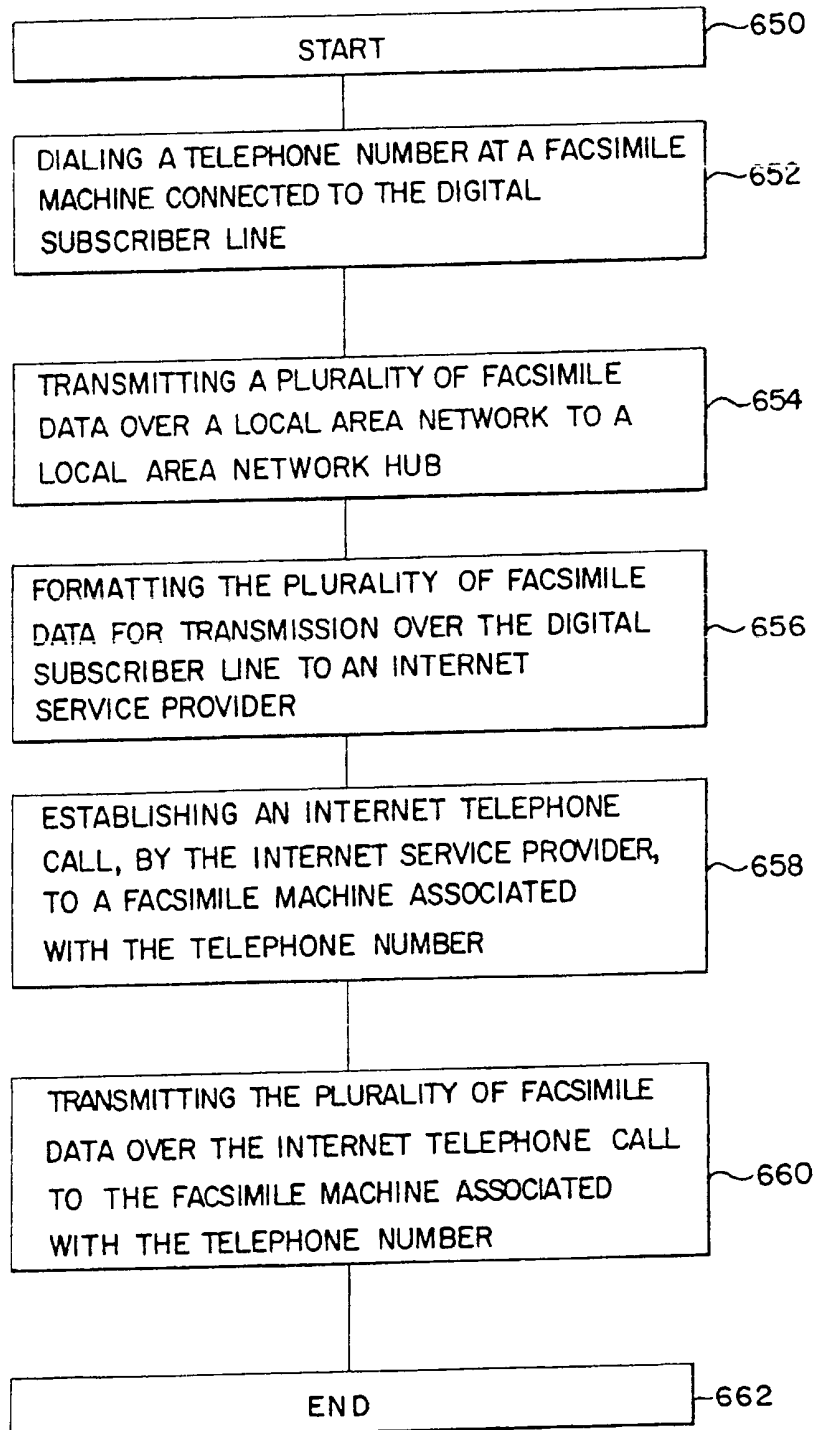 START
650
DIALING A TELEPHONE NUMBER AT A FACSIMILE
MACHINE CONNECTED TO THE DIGITAL
SUBSCRIBER LINE
652
TRANSMITTING A PLURALITY OF FACSIMILE
DATA OVER A LOCAL AREA NETWORK TO A
LOCAL AREA NETWORK HUB
654
FORMATTING THE PLURALITY OF FACSIMILE
DATA FOR TRANSMISSION OVER THE DIGITAL
SUBSCRIBER LINE TO AN INTERNET
SERVICE PROVIDER
656
ESTABLISHING AN INTERNET TELEPHONE
CALL, BY THE INTERNET SERVICE PROVIDER,
TO A FACSIMILE MACHINE ASSOCIATED
WITH THE TELEPHONE NUMBER
658
TRANSMITTING THE PLURALITY OF FACSIMILE
DATA OVER THE INTERNET TELEPHONE CALL
TO THE FACSIMILE MACHINE ASSOCIATED
WITH THE TELEPHONE NUMBER
660
END
662